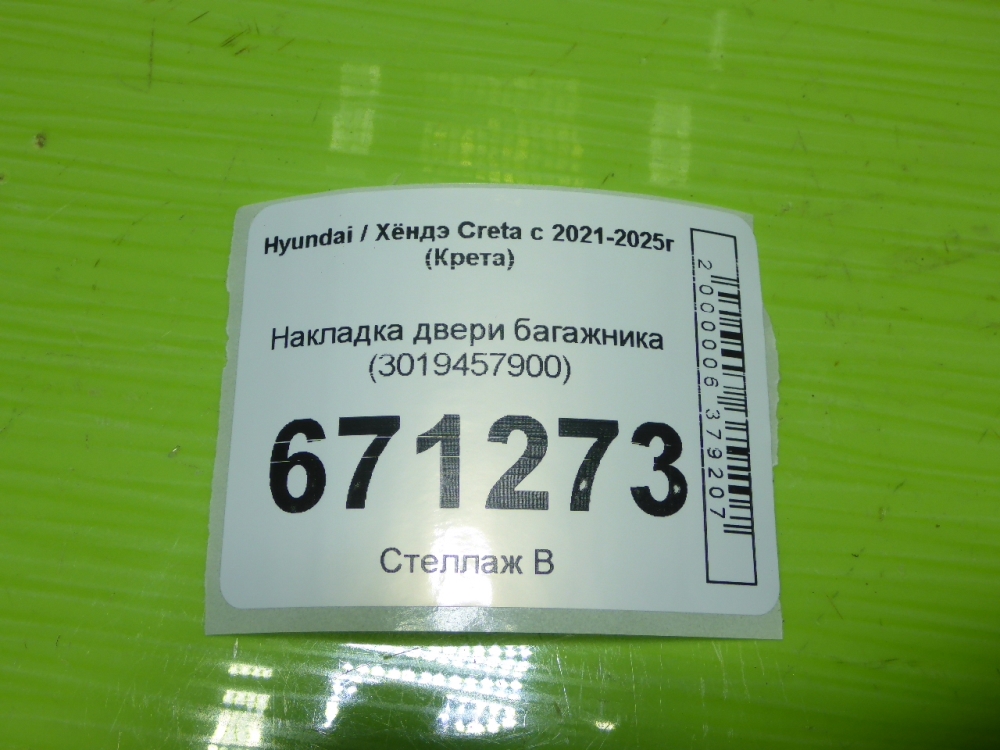 Hyundai / Хёндэ Creta с 2021-2025г
(Крета)
Накладка двери багажника
(3019457900)
671273
Стеллаж В
2000006379207